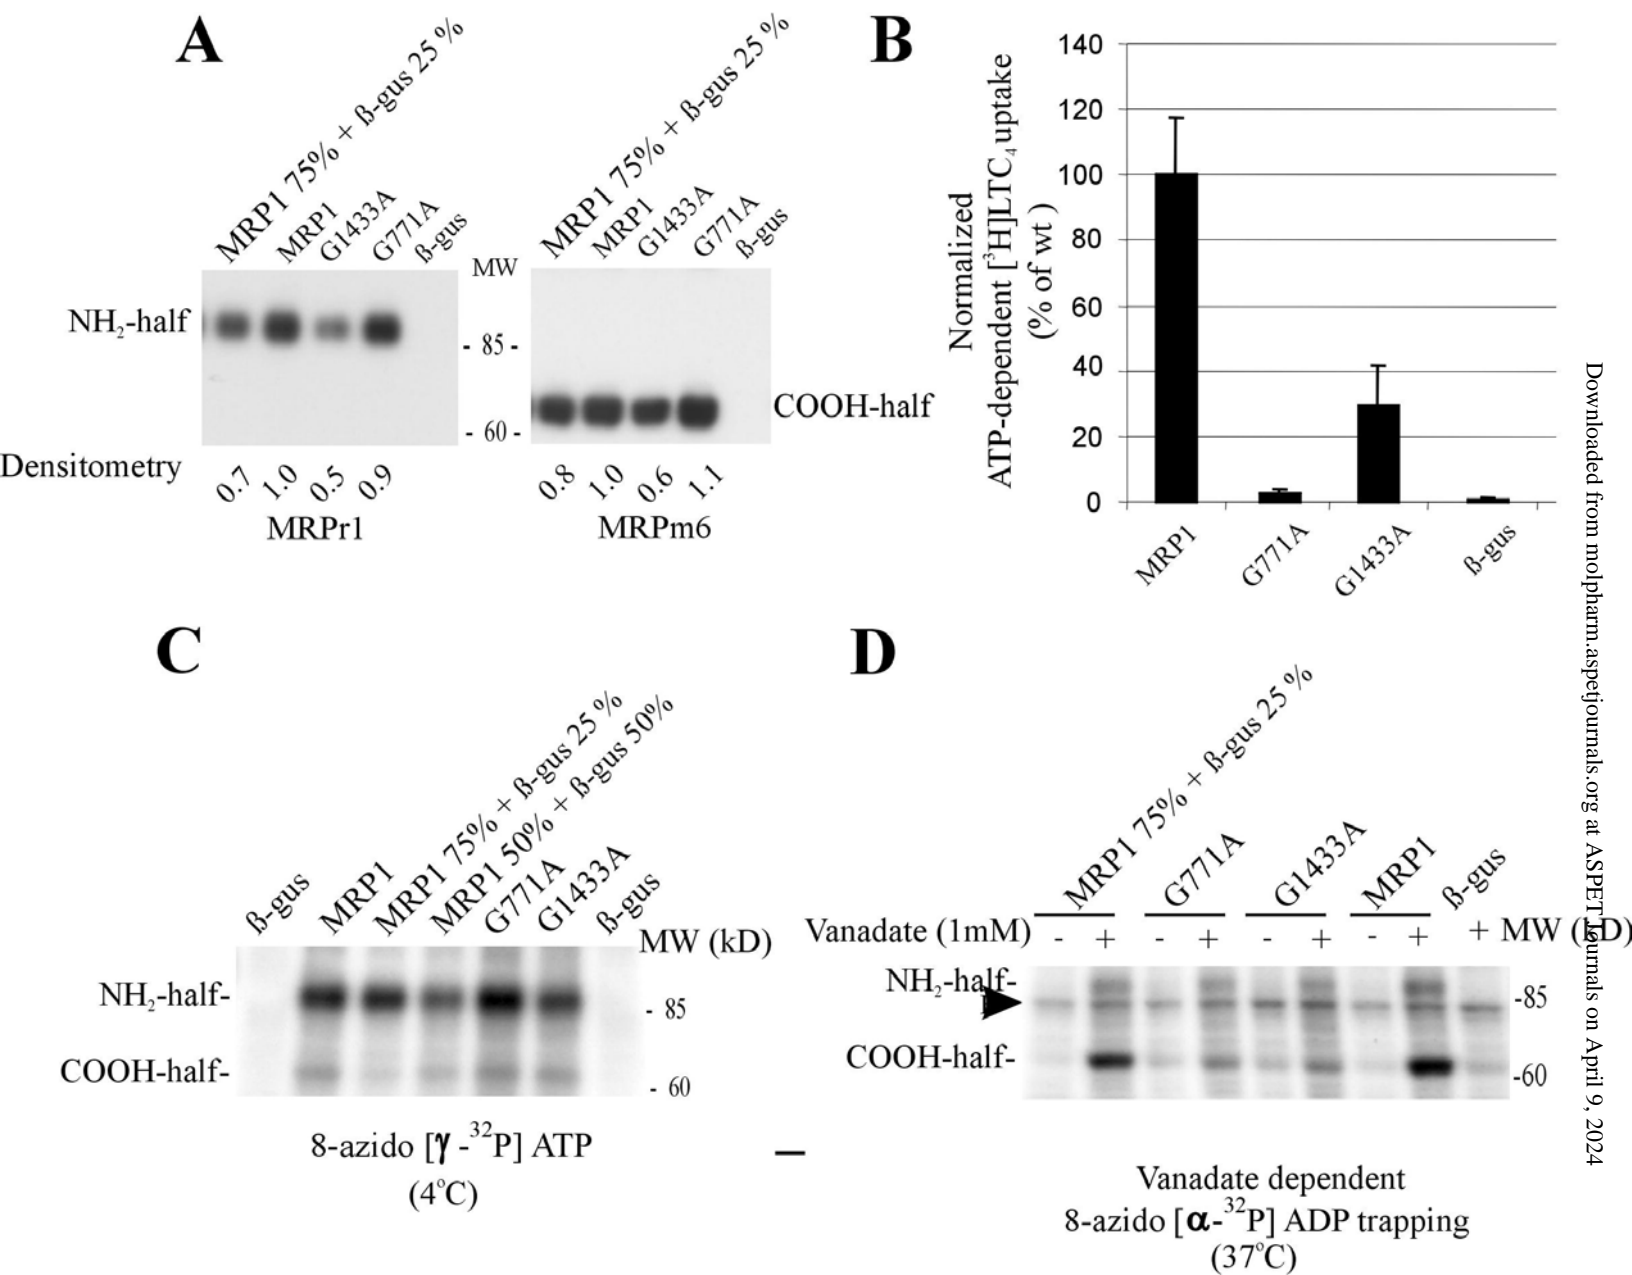 A
MRP1 75% + ß-gus 25 %
MRP1
G1433A
G771A
ß-gus
MW
MRP1 75% + ß-gus 25 %
MRP1
G1433A
G771A
ß-gus
NH2-half
- 85 -
- 60 -
COOH-half
Densitometry
0.7 1.0 0.5 0.9
0.8 1.0 0.6 1.1
MRPr1
MRPm6
B
Normalized
ATP-dependent [3H]LTC4 uptake
(% of wt )
140
120
100
80
60
40
20
0
MRP1
G771A
G1433A
ß-gus
C
ß-gus
MRP1
MRP1 75% + ß-gus 25 %
MRP1 50% + ß-gus 50%
G771A
G1433A
ß-gus
MW (kD)
NH2-half-
- 85
COOH-half-
- 60
8-azido [γ -32P] ATP
(4°C)
D
MRP1 75% + ß-gus 25 %
G771A
G1433A
MRP1
ß-gus
Vanadate (1mM) - + - + - + - + + MW (kD)
NH2-half-
-85
COOH-half-
-60
Vanadate dependent
8-azido [α-32P] ADP trapping
(37°C)
Downloaded from molpharm.aspetjournals.org at ASPET Journals on April 9, 2024